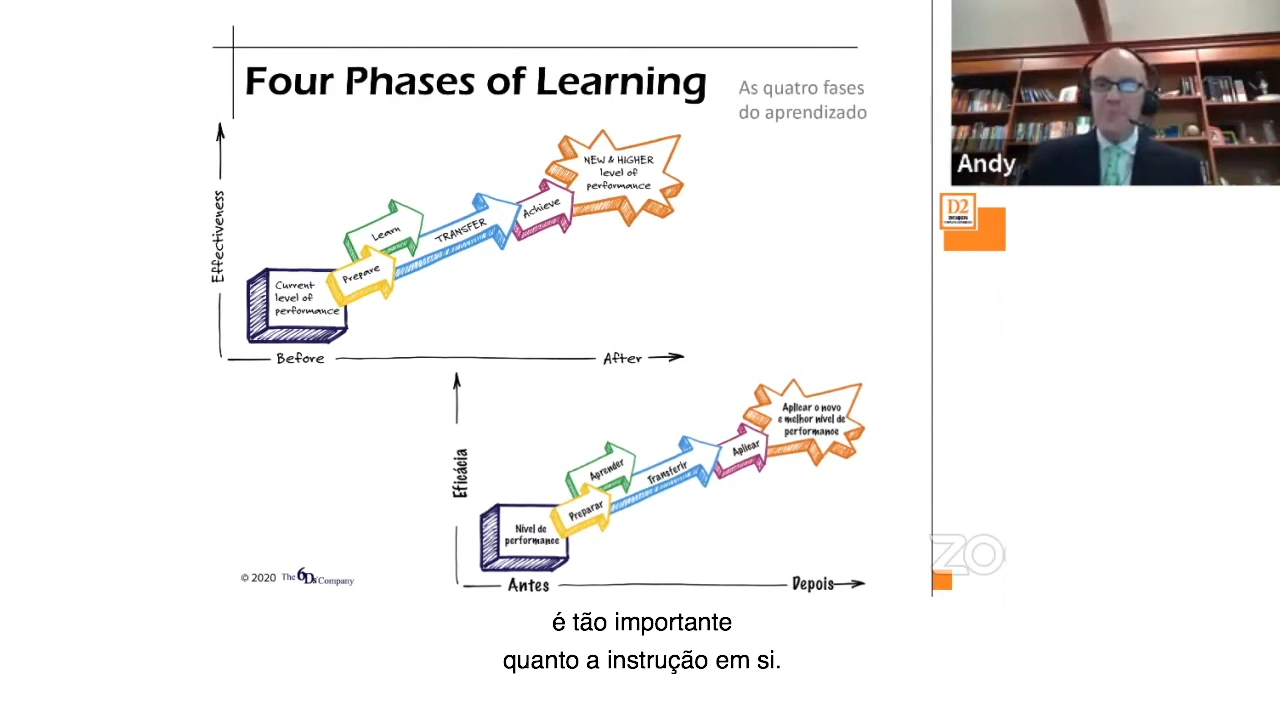 Four Phases of Learning
As quatro fases
do aprendizado
Effectiveness
NEW & HIGHER
level of
performance
Achieve
TRANSFER
Learn
Prepare
Current
level of
performance
Before
After
Andy
D2
Eficácia
Aplicar o novo
e melhor nível de
performance
Aplicar
Transferir
Aprender
Preparar
Nível de
performance
Antes
Depois
© 2020 The 6Ds Company
ZO
é tão importante
quanto a instrução em si.